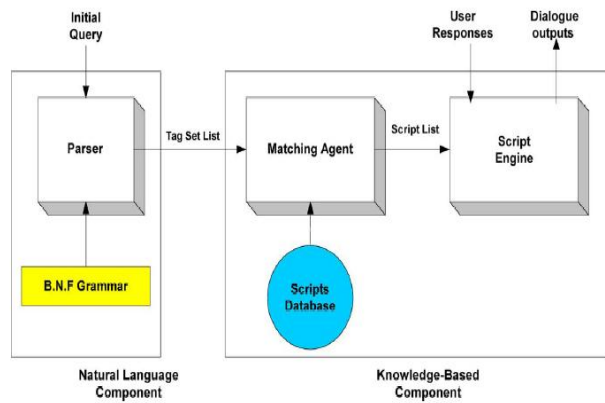 Initial
Query
User
Responses
Dialogue
outputs
Parser
Tag Set List
Matching Agent
Script List
Script
Engine
B.N.F Grammar
Scripts
Database
Natural Language
Component
Knowledge-Based
Component